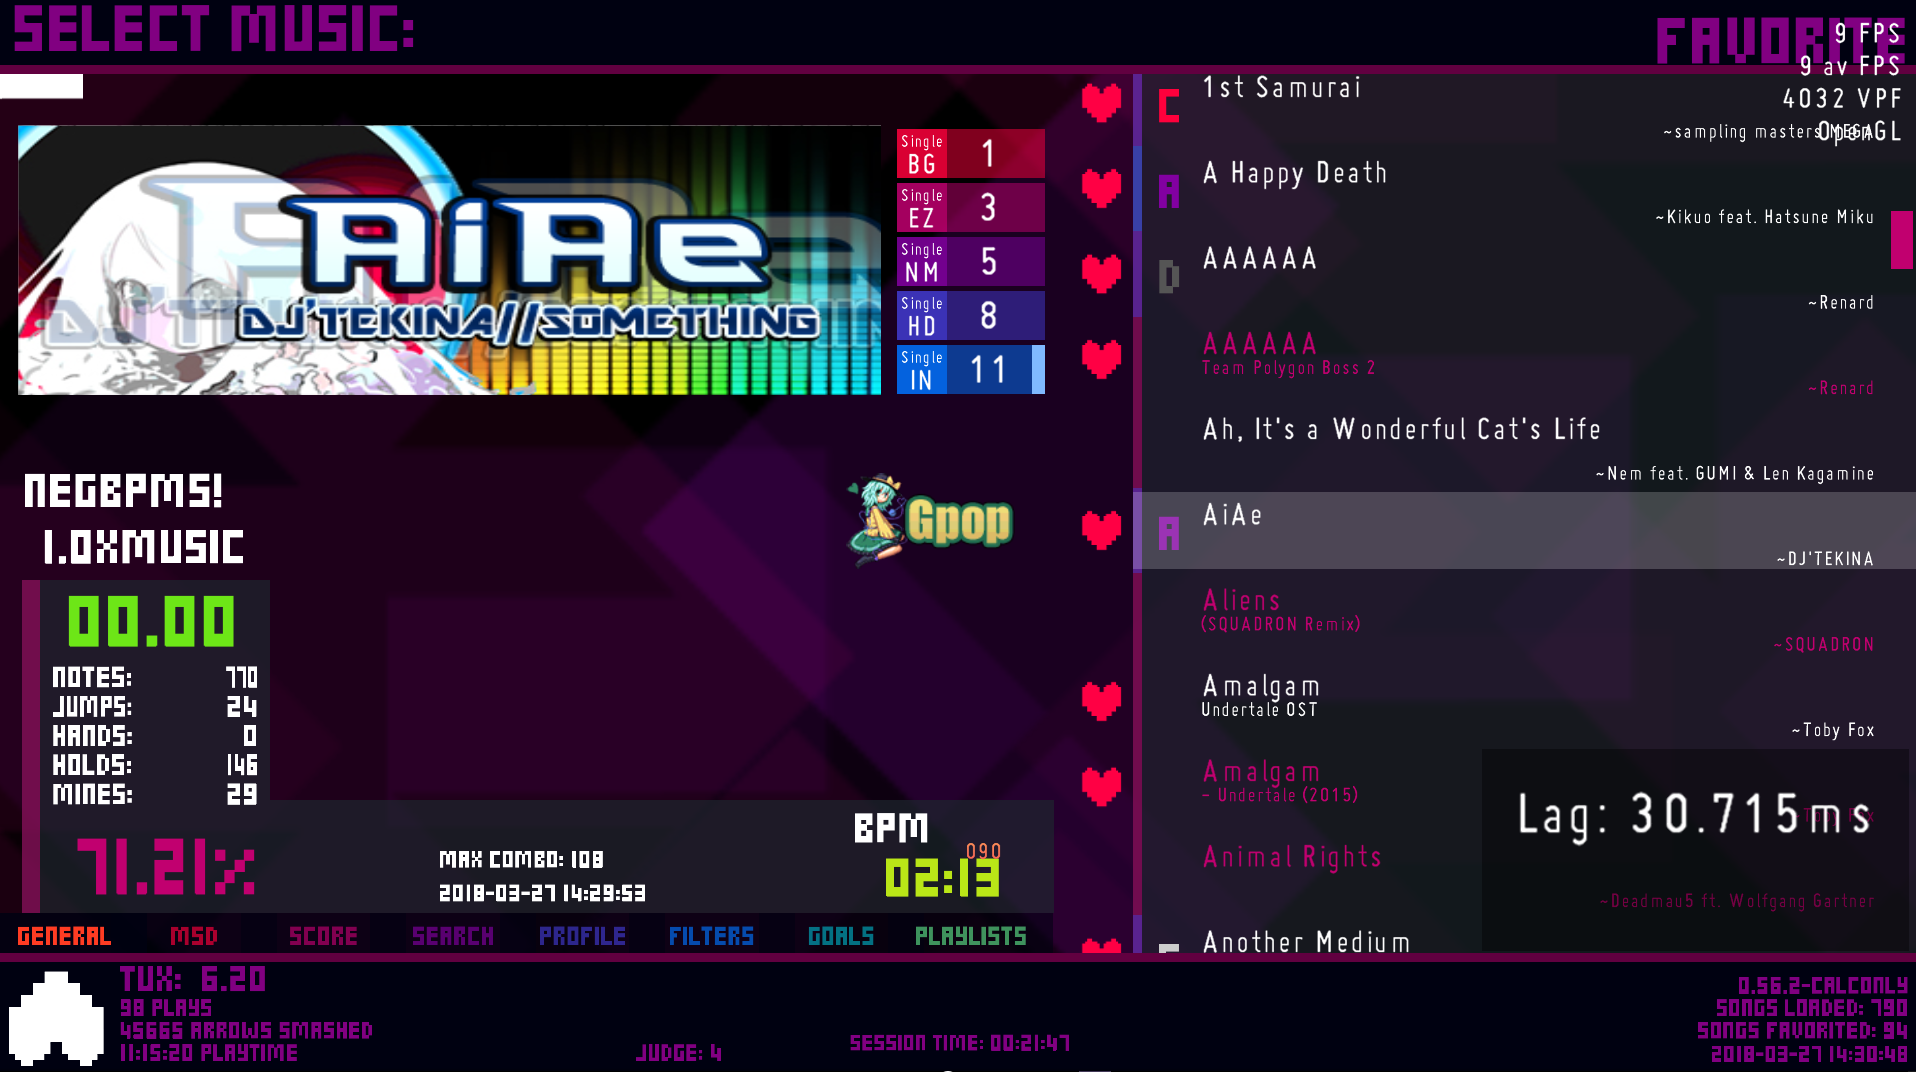 SELECT MUSIC:
FAVORITE
9 FPS
9 av FPS
4032 VPF
OpenGL
AiAe
DJ'TEKINA//SOMETHING
Single
BG 1
Single
EZ 3
Single
NM 5
Single
HD 8
Single
IN 11
C 1st Samurai
~sampling masters MEGA
A A Happy Death
~Kikuo feat. Hatsune Miku
D AAAAAA
~Renard
AAAAAA
Team Polygon Boss 2
~Renard
Ah, It's a Wonderful Cat's Life
~Nem feat. GUMI & Len Kagamine
A AiAe
~DJ'TEKINA
Aliens
(SQUADRON Remix)
~SQUADRON
Amalgam
Undertale OST
~Toby Fox
Amalgam
- Undertale (2015)
~Toby Fox
Animal Rights
~Deadmau5 ft. Wolfgang Gartner
Another Medium
Lag: 30.715ms
NEGBPMS!
1.0XMUSIC
Gpop
00.00
NOTES: 770
JUMPS: 24
HANDS: 0
HOLDS: 146
MINES: 29
71.21%
MAX COMBO: 108
2018-03-27 14:29:53
BPM
090
02:13
GENERAL MSD SCORE SEARCH PROFILE FILTERS GOALS PLAYLISTS
TUX: 6.20
98 PLAYS
45665 ARROWS SMASHED
11:15:20 PLAYTIME
JUDGE: 4
SESSION TIME: 00:21:47
0.56.2-CALCONLY
SONGS LOADED: 790
SONGS FAVORITED: 94
2018-03-27 14:30:48